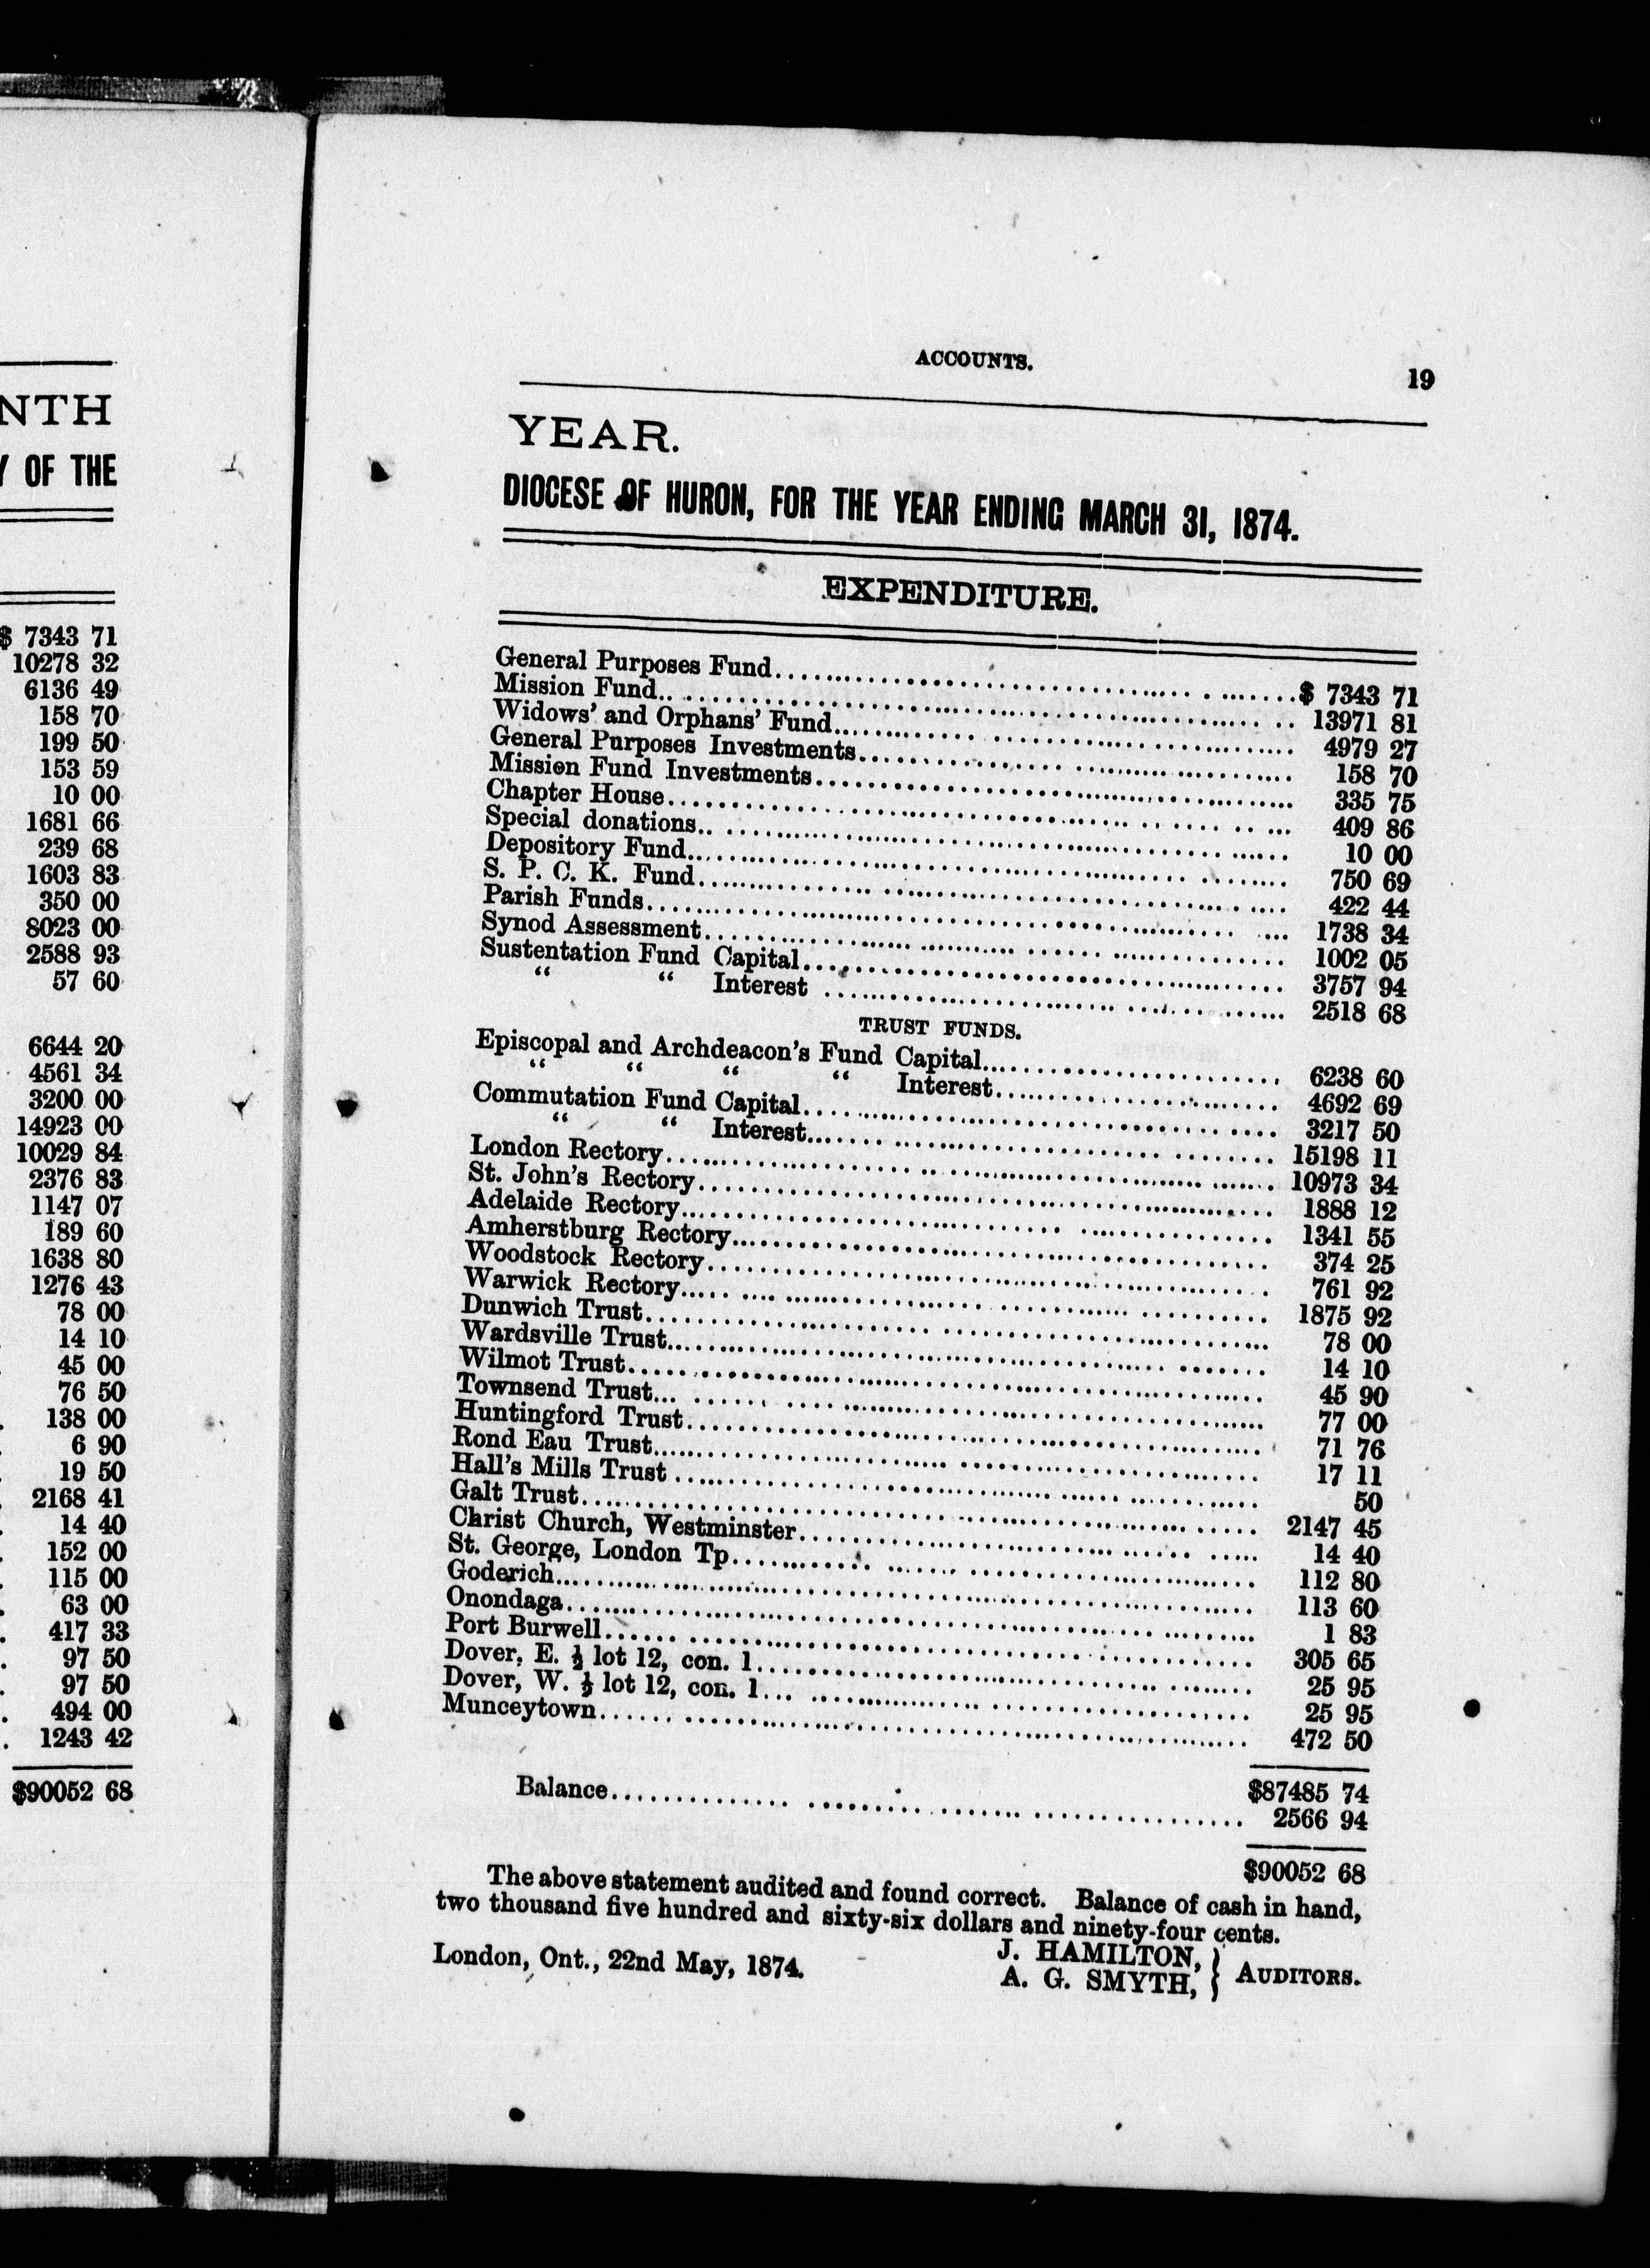 NTH
Y OF THE
$ 7343 71
10278 32
6136 49
158 70
199 50
153 59
10 00
1681 66
239 68
1603 83
350 00
8023 00
2588 93
57 60
6644 20
4561 34
3200 00
14923 00
10029 84
2376 83
1147 07
189 60
1638 80
1276 43
78 00
14 10
45 00
76 50
138 00
6 90
19 50
2168 41
14 40
152 00
115 00
63 00
417 33
97 50
97 50
494 00
1243 42
$90052 68
ACCOUNTS. 19
YEAR.
DIOCESE OF HURON, FOR THE YEAR ENDING MARCH 31, 1874.
EXPENDITURE.
General Purposes Fund....................$ 7343 71
Mission Fund.................... 13971 81
Widows' and Orphans' Fund.................... 4979 27
General Purposes Investments.................... 158 70
Mission Fund Investments.................... 335 75
Chapter House.................... 409 86
Special donations.................... 10 00
Depository Fund.................... 750 69
S. P. C. K. Fund.................... 422 44
Parish Funds.................... 1738 34
Synod Assessment.................... 1002 05
Sustentation Fund Capital.................... 3757 94
“ “ Interest .................... 2518 68
TRUST FUNDS.
Episcopal and Archdeacon's Fund Capital.................... 6238 60
“ “ “ “ Interest.................... 4692 69
Commutation Fund Capital.................... 3217 50
“ “ Interest.................... 15198 11
London Rectory.................... 10973 34
St. John's Rectory.................... 1888 12
Adelaide Rectory.................... 1341 55
Amherstburg Rectory.................... 374 25
Woodstock Rectory.................... 761 92
Warwick Rectory.................... 1875 92
Dunwich Trust.................... 78 00
Wardsville Trust.................... 14 10
Wilmot Trust.................... 45 90
Townsend Trust.................... 77 00
Huntingford Trust.................... 71 76
Rond Eau Trust.................... 17 11
Hall's Mills Trust .................... 50
Galt Trust.................... 2147 45
Christ Church, Westminster.................... 14 40
St. George, London Tp.................... 112 80
Goderich.................... 113 60
Onondaga.................... 1 83
Port Burwell.................... 305 65
Dover, E. ½ lot 12, con. 1.................... 25 95
Dover, W. ½ lot 12, con. 1.................... 25 95
Munceytown.................... 472 50
$87485 74
Balance.................... 2566 94
$90052 68
The above statement audited and found correct. Balance of cash in hand,
two thousand five hundred and sixty-six dollars and ninety-four cents.
J. HAMILTON, }
London, Ont., 22nd May, 1874. A. G. SMYTH, } AUDITORS.